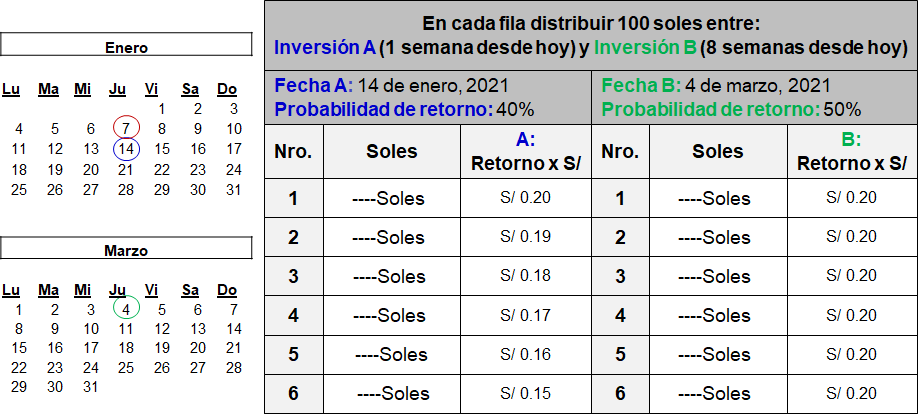 Enero
Lu Ma Mi Ju Vi Sa Do
1 2 3
4 5 6 7 8 9 10
11 12 13 14 15 16 17
18 19 20 21 22 23 24
25 26 27 28 29 30 31
Marzo
Lu Ma Mi Ju Vi Sa Do
1 2 3 4 5 6 7
8 9 10 11 12 13 14
15 16 17 18 19 20 21
22 23 24 25 26 27 28
29 30 31
En cada fila distribuir 100 soles entre:
Inversión A (1 semana desde hoy) y Inversión B (8 semanas desde hoy)
Fecha A: 14 de enero, 2021
Probabilidad de retorno: 40%
Fecha B: 4 de marzo, 2021
Probabilidad de retorno: 50%
Nro. Soles A: Retorno x S/ Nro. Soles B: Retorno x S/
1 ----Soles S/ 0.20 1 ----Soles S/ 0.20
2 ----Soles S/ 0.19 2 ----Soles S/ 0.20
3 ----Soles S/ 0.18 3 ----Soles S/ 0.20
4 ----Soles S/ 0.17 4 ----Soles S/ 0.20
5 ----Soles S/ 0.16 5 ----Soles S/ 0.20
6 ----Soles S/ 0.15 6 ----Soles S/ 0.20